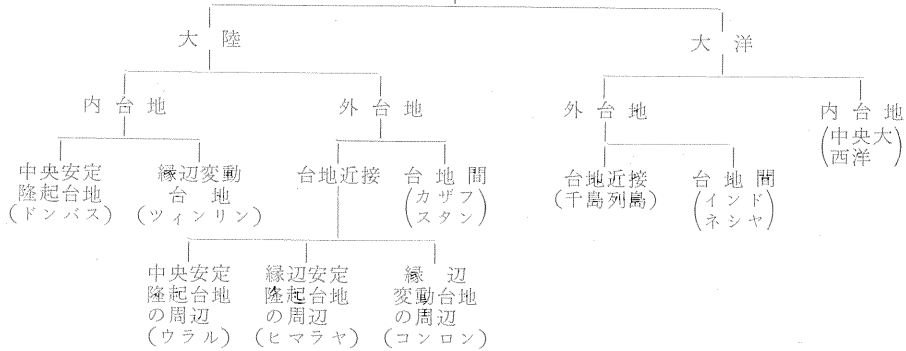 大陸
大洋
内台地
外台地
外台地
内台地
(中央大
西洋)
中央安定
隆起台地
(ドンバス)
縁辺変動
台地
(ツィンリン)
台地近接
台地間
(カザフ
スタン)
台地近接
(千島列島)
台地間
(インド
ネシヤ)
中央安定
隆起台地
の周辺
(ウラル)
縁辺安定
隆起台地
の周辺
(ヒマラヤ)
縁辺
変動台地
の周辺
(コンロン)